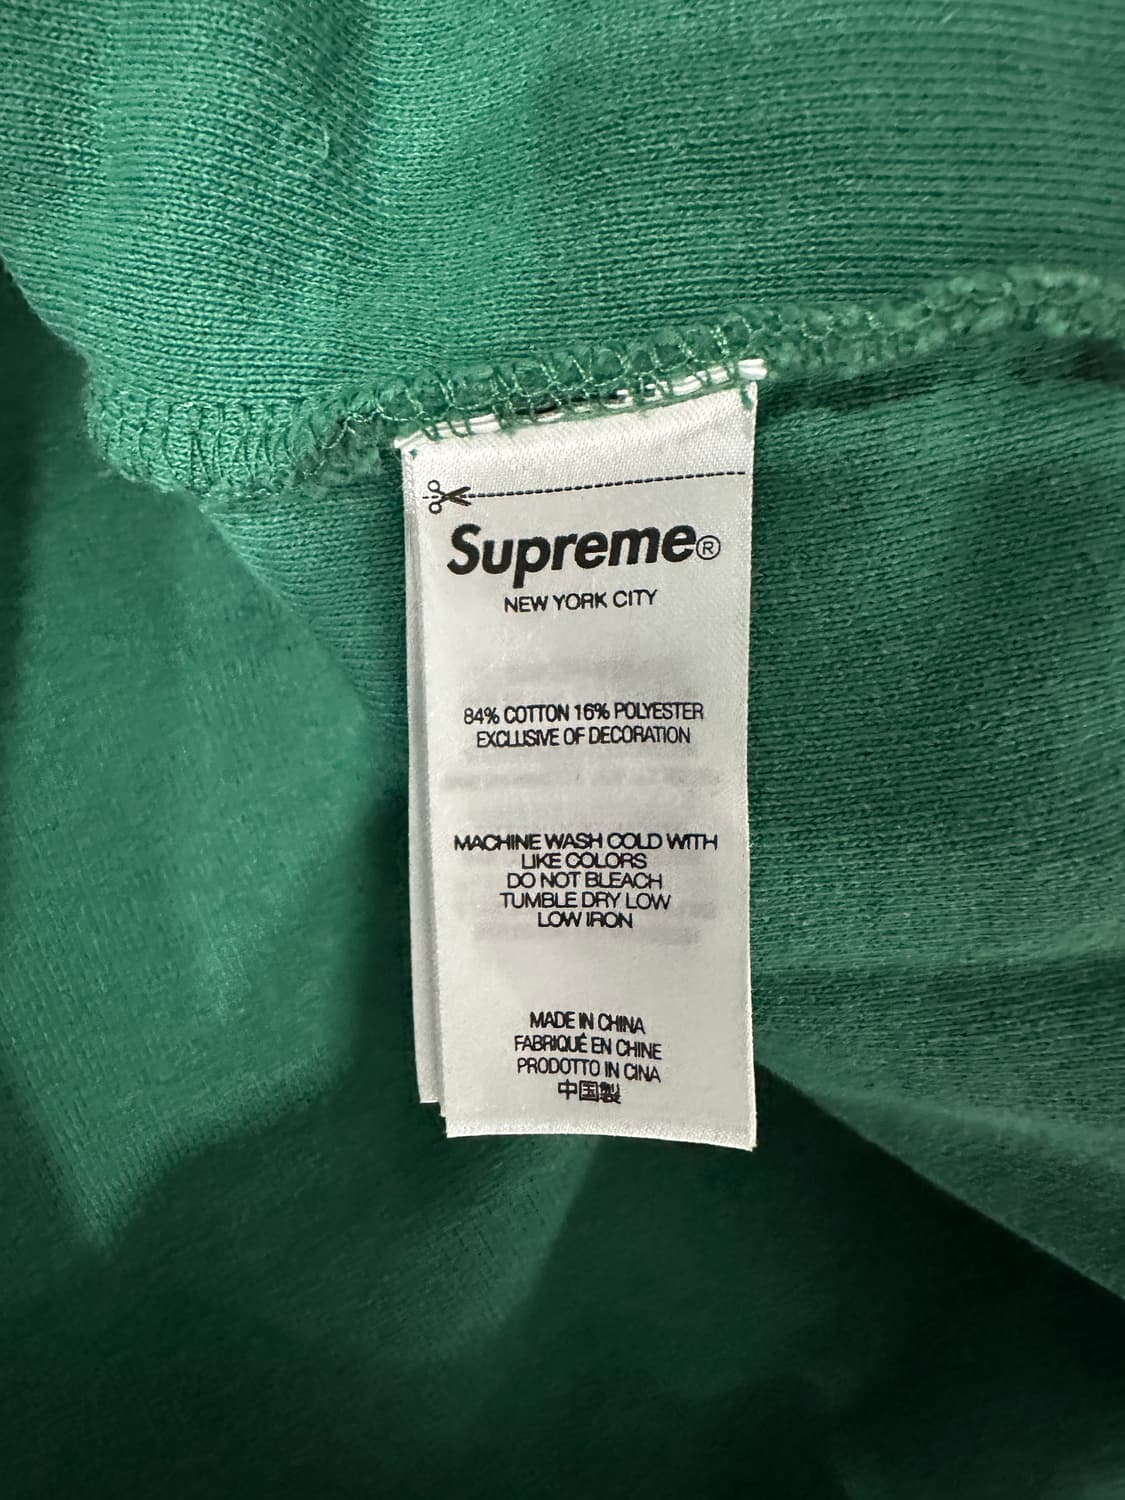 Supreme®
NEW YORK CITY
84% COTTON 16% POLYESTER
EXCLUSIVE OF DECORATION
MACHINE WASH COLD WITH
LIKE COLORS
DO NOT BLEACH
TUMBLE DRY LOW
LOW IRON
MADE IN CHINA
FABRIQUÉ EN CHINE
PRODOTTO IN CINA
中国製